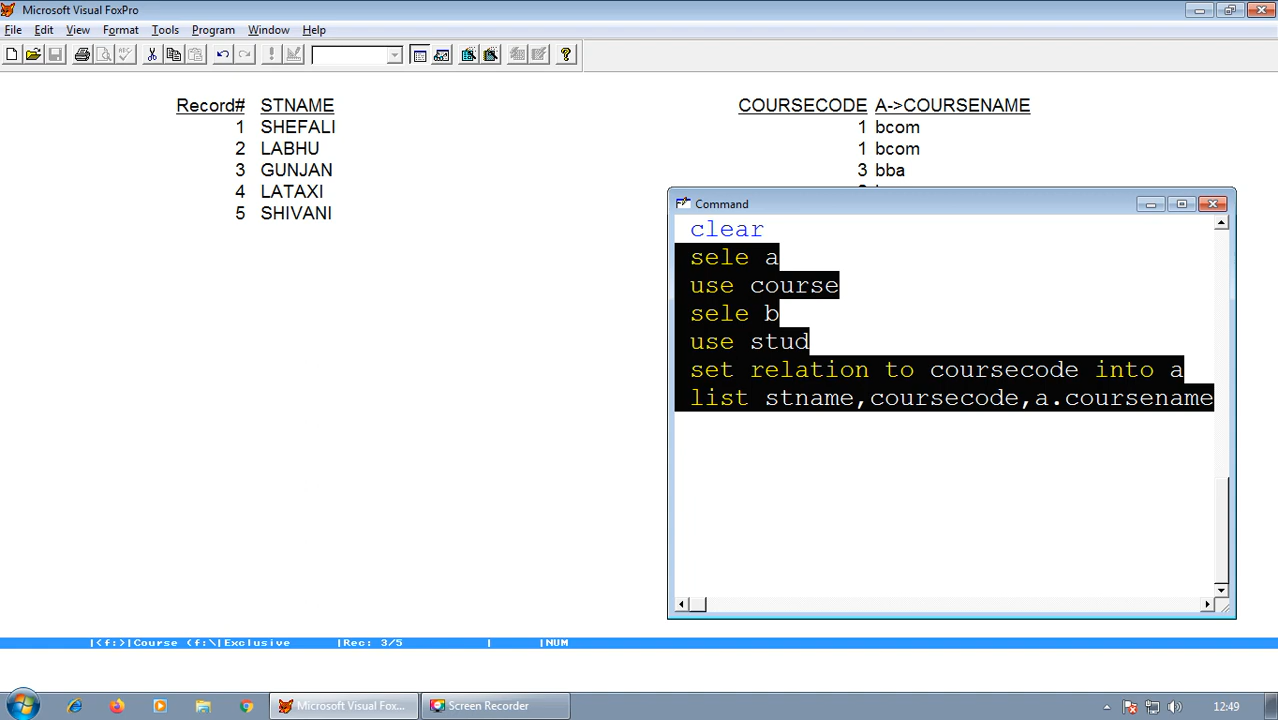 Microsoft Visual FoxPro
File Edit View Format Tools Program Window Help
Record# STNAME COURSECODE A->COURSENAME
1 SHEFALI 1 bcom
2 LABHU 1 bcom
3 GUNJAN 3 bba
4 LATAXI
5 SHIVANI
Command
clear
sele a
use course
sele b
use stud
set relation to coursecode into a
list stname,coursecode,a.coursename
|<f:>|Course (f:\|Exclusive |Rec: 3/5 | |NUM
Microsoft Visual Fox... Screen Recorder 12:49